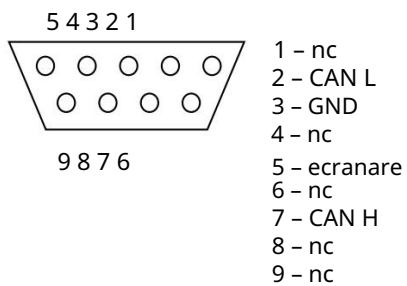 5 4 3 2 1
9 8 7 6
1 – nc
2 – CAN L
3 – GND
4 – nc
5 – ecranare
6 – nc
7 – CAN H
8 – nc
9 – nc